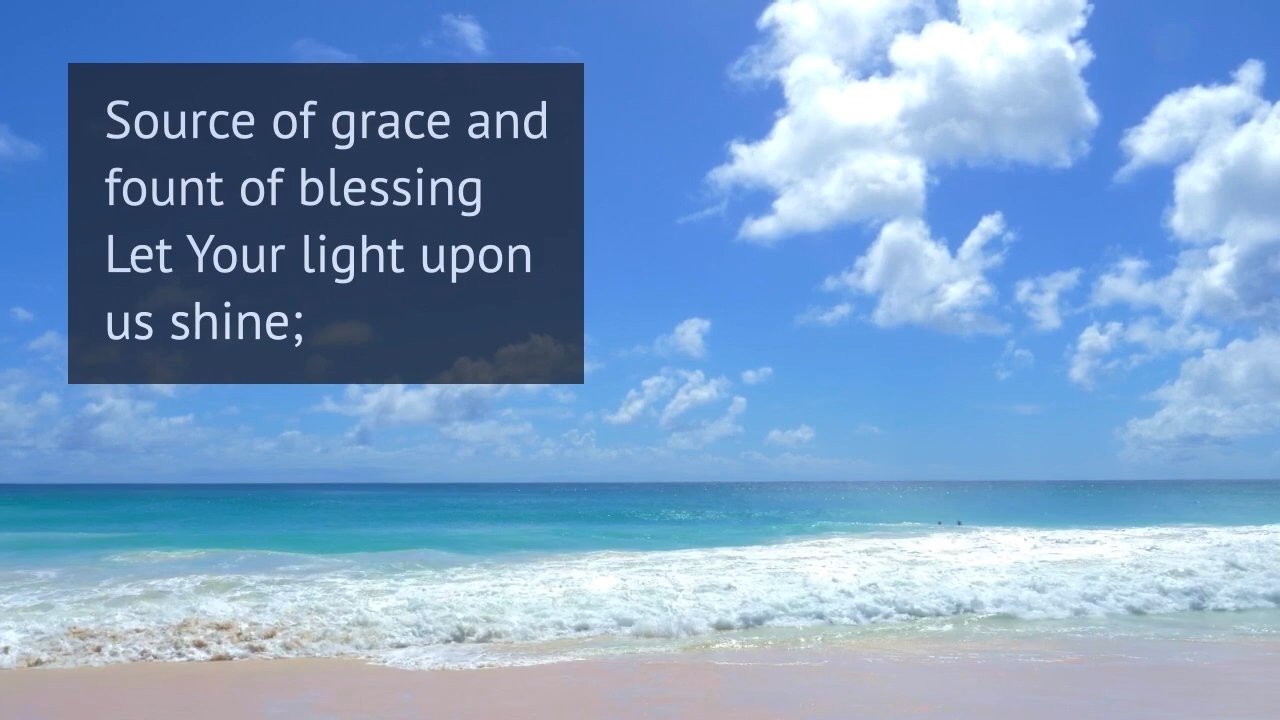 Source of grace and
fount of blessing
Let Your light upon
us shine;